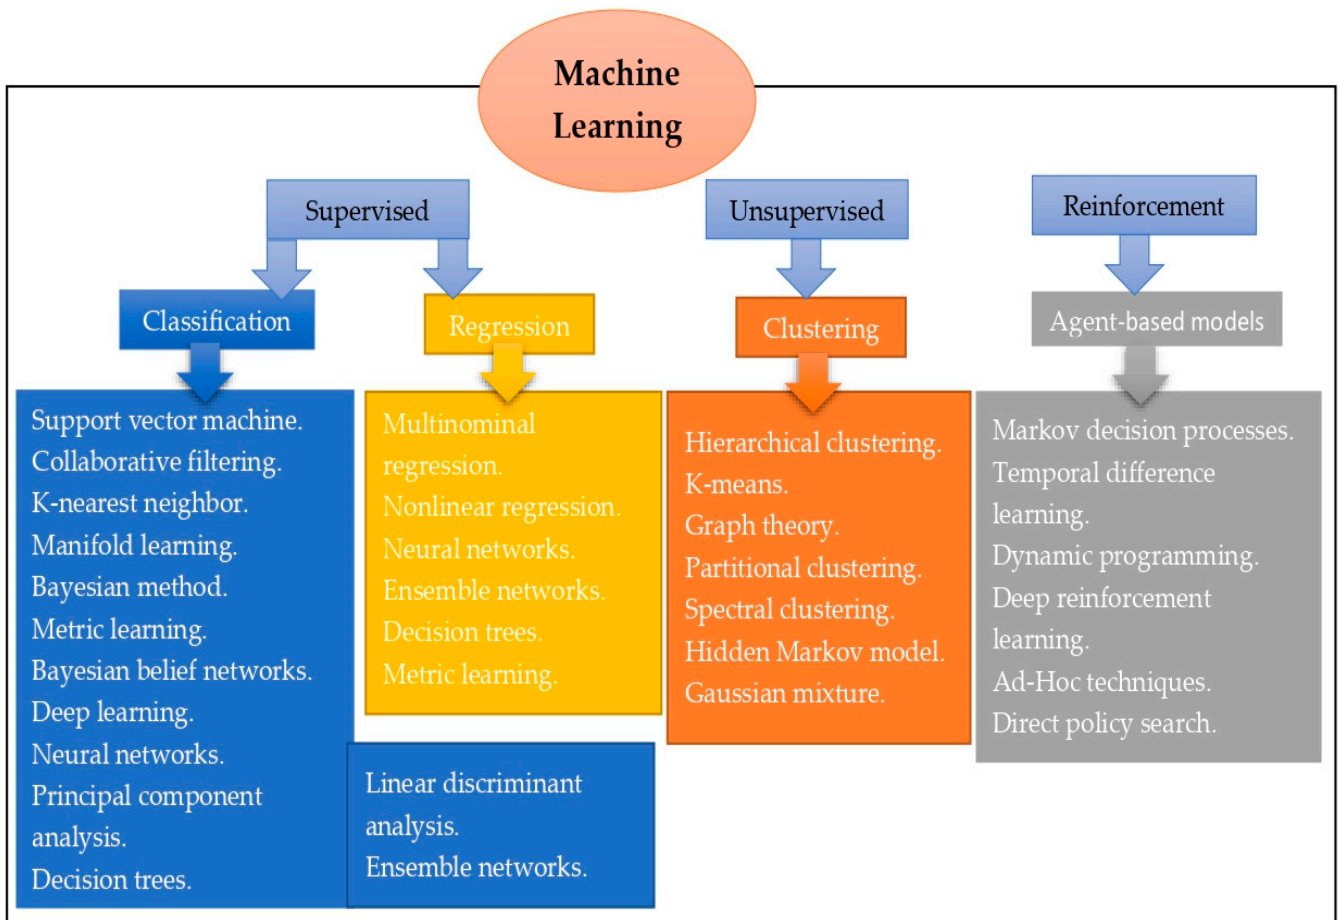 Machine
Learning
Supervised
Unsupervised
Reinforcement
Classification
Regression
Clustering
Agent-based models
Support vector machine.
Collaborative filtering.
K-nearest neighbor.
Manifold learning.
Bayesian method.
Metric learning.
Bayesian belief networks.
Deep learning.
Neural networks.
Principal component
analysis.
Decision trees.
Linear discriminant
analysis.
Ensemble networks.
Multinominal
regression.
Nonlinear regression.
Neural networks.
Ensemble networks.
Decision trees.
Metric learning.
Hierarchical clustering.
K-means.
Graph theory.
Partitional clustering.
Spectral clustering.
Hidden Markov model.
Gaussian mixture.
Markov decision processes.
Temporal difference
learning.
Dynamic programming.
Deep reinforcement
learning.
Ad-Hoc techniques.
Direct policy search.